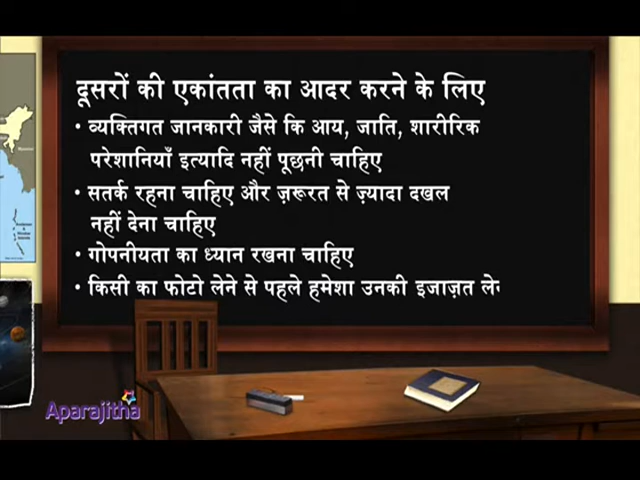 दूसरों की एकांतता का आदर करने के लिए
• व्यक्तिगत जानकारी जैसे कि आय, जाति, शारीरिक
परेशानियाँ इत्यादि नहीं पूछनी चाहिए
• सतर्क रहना चाहिए और ज़रूरत से ज़्यादा दखल
नहीं देना चाहिए
• गोपनीयता का ध्यान रखना चाहिए
• किसी का फोटो लेने से पहले हमेशा उनकी इजाज़त
Aparajitha